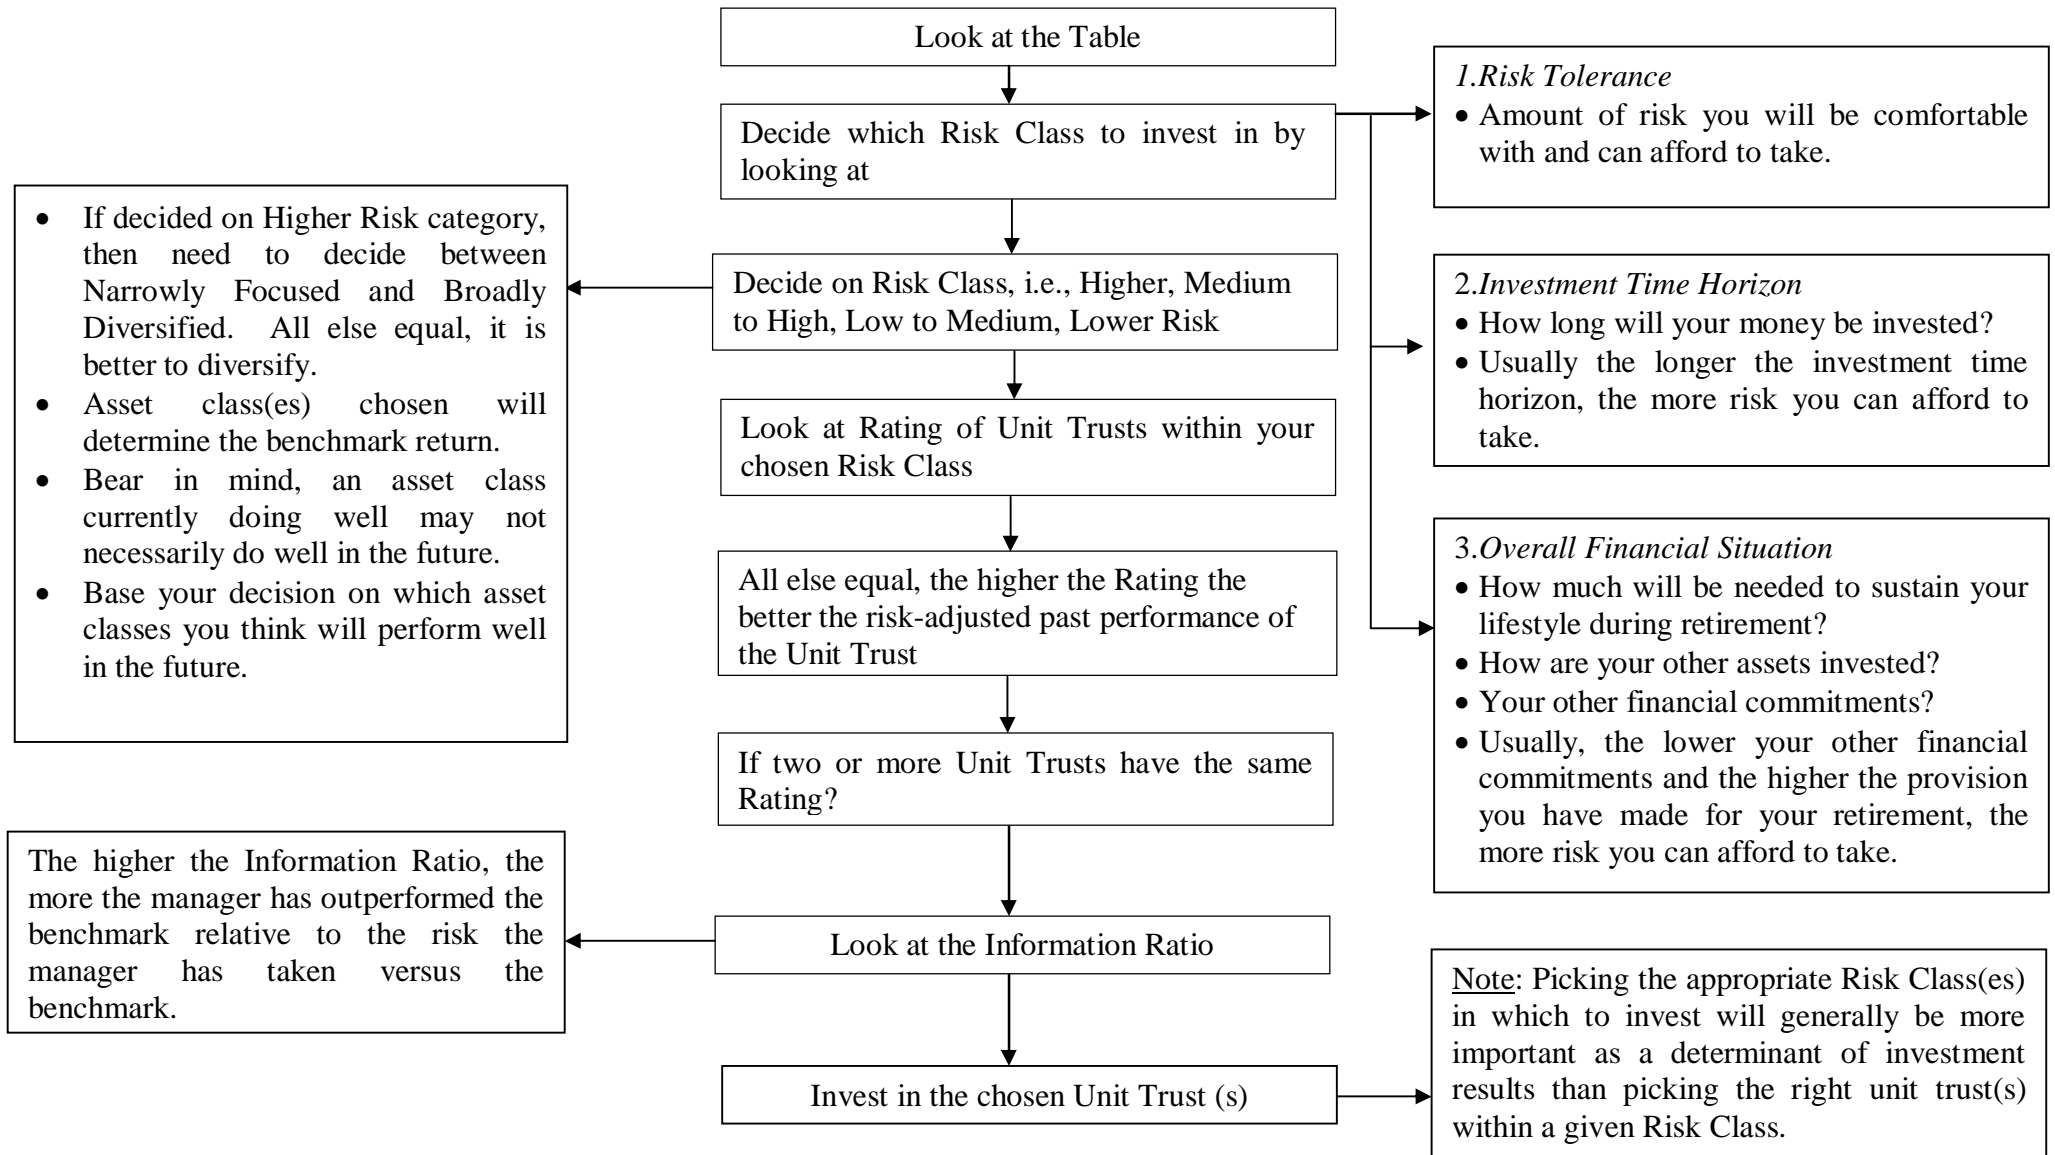 Look at the Table
Decide which Risk Class to invest in by
looking at
1.Risk Tolerance
• Amount of risk you will be comfortable
with and can afford to take.
• If decided on Higher Risk category,
then need to decide between
Narrowly Focused and Broadly
Diversified. All else equal, it is
better to diversify.
• Asset class(es) chosen will
determine the benchmark return.
• Bear in mind, an asset class
currently doing well may not
necessarily do well in the future.
• Base your decision on which asset
classes you think will perform well
in the future.
Decide on Risk Class, i.e., Higher, Medium
to High, Low to Medium, Lower Risk
2.Investment Time Horizon
• How long will your money be invested?
• Usually the longer the investment time
horizon, the more risk you can afford to
take.
Look at Rating of Unit Trusts within your
chosen Risk Class
All else equal, the higher the Rating the
better the risk-adjusted past performance of
the Unit Trust
3.Overall Financial Situation
• How much will be needed to sustain your
lifestyle during retirement?
• How are your other assets invested?
• Your other financial commitments?
• Usually, the lower your other financial
commitments and the higher the provision
you have made for your retirement, the
more risk you can afford to take.
If two or more Unit Trusts have the same
Rating?
The higher the Information Ratio, the
more the manager has outperformed the
benchmark relative to the risk the
manager has taken versus the
benchmark.
Look at the Information Ratio
Invest in the chosen Unit Trust (s)
Note: Picking the appropriate Risk Class(es)
in which to invest will generally be more
important as a determinant of investment
results than picking the right unit trust(s)
within a given Risk Class.